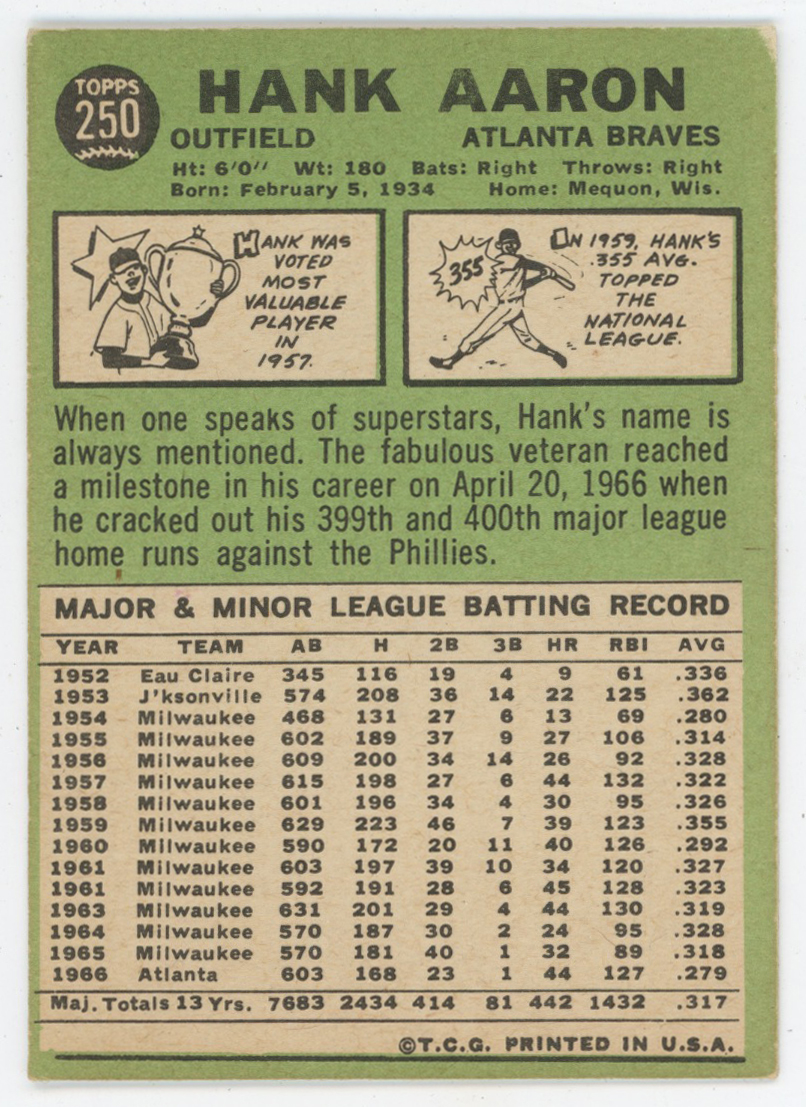 TOPPS
250
HANK AARON
OUTFIELD ATLANTA BRAVES
Ht: 6'0'' Wt: 180 Bats: Right Throws: Right
Born: February 5, 1934 Home: Mequon, Wis.
HANK WAS
VOTED
MOST
VALUABLE
PLAYER
IN
1957.
355
IN 1959, HANK'S
.355 AVG.
TOPPED
THE
NATIONAL
LEAGUE.
When one speaks of superstars, Hank's name is
always mentioned. The fabulous veteran reached
a milestone in his career on April 20, 1966 when
he cracked out his 399th and 400th major league
home runs against the Phillies.
MAJOR & MINOR LEAGUE BATTING RECORD
YEAR TEAM AB H 2B 3B HR RBI AVG
1952 Eau Claire 345 116 19 4 9 61 .336
1953 J'ksonville 574 208 36 14 22 125 .362
1954 Milwaukee 468 131 27 6 13 69 .280
1955 Milwaukee 602 189 37 9 27 106 .314
1956 Milwaukee 609 200 34 14 26 92 .328
1957 Milwaukee 615 198 27 6 44 132 .322
1958 Milwaukee 601 196 34 4 30 95 .326
1959 Milwaukee 629 223 46 7 39 123 .355
1960 Milwaukee 590 172 20 11 40 126 .292
1961 Milwaukee 603 197 39 10 34 120 .327
1961 Milwaukee 592 191 28 6 45 128 .323
1963 Milwaukee 631 201 29 4 44 130 .319
1964 Milwaukee 570 187 30 2 24 95 .328
1965 Milwaukee 570 181 40 1 32 89 .318
1966 Atlanta 603 168 23 1 44 127 .279
Maj. Totals 13 Yrs. 7683 2434 414 81 442 1432 .317
©T.C.G. PRINTED IN U.S.A.